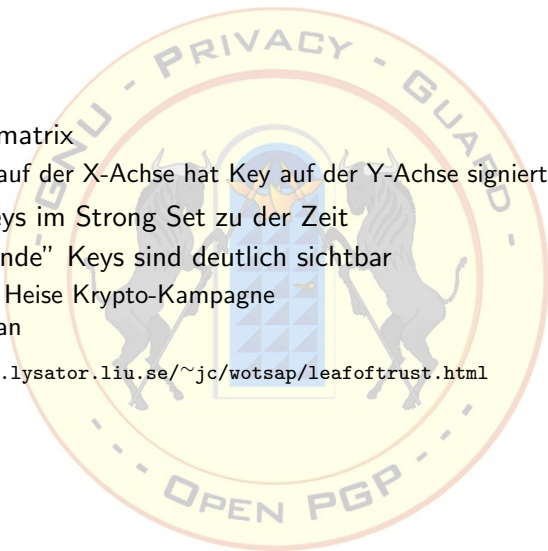 GNU - PRIVACY - GUARD -
matrix
auf der X-Achse hat Key auf der Y-Achse signiert
eys im Strong Set zu der Zeit
nde” Keys sind deutlich sichtbar
Heise Krypto-Kampagne
an
.lysator.liu.se/~jc/wotsap/leafoftrust.html
- - - OPEN PGP - - -